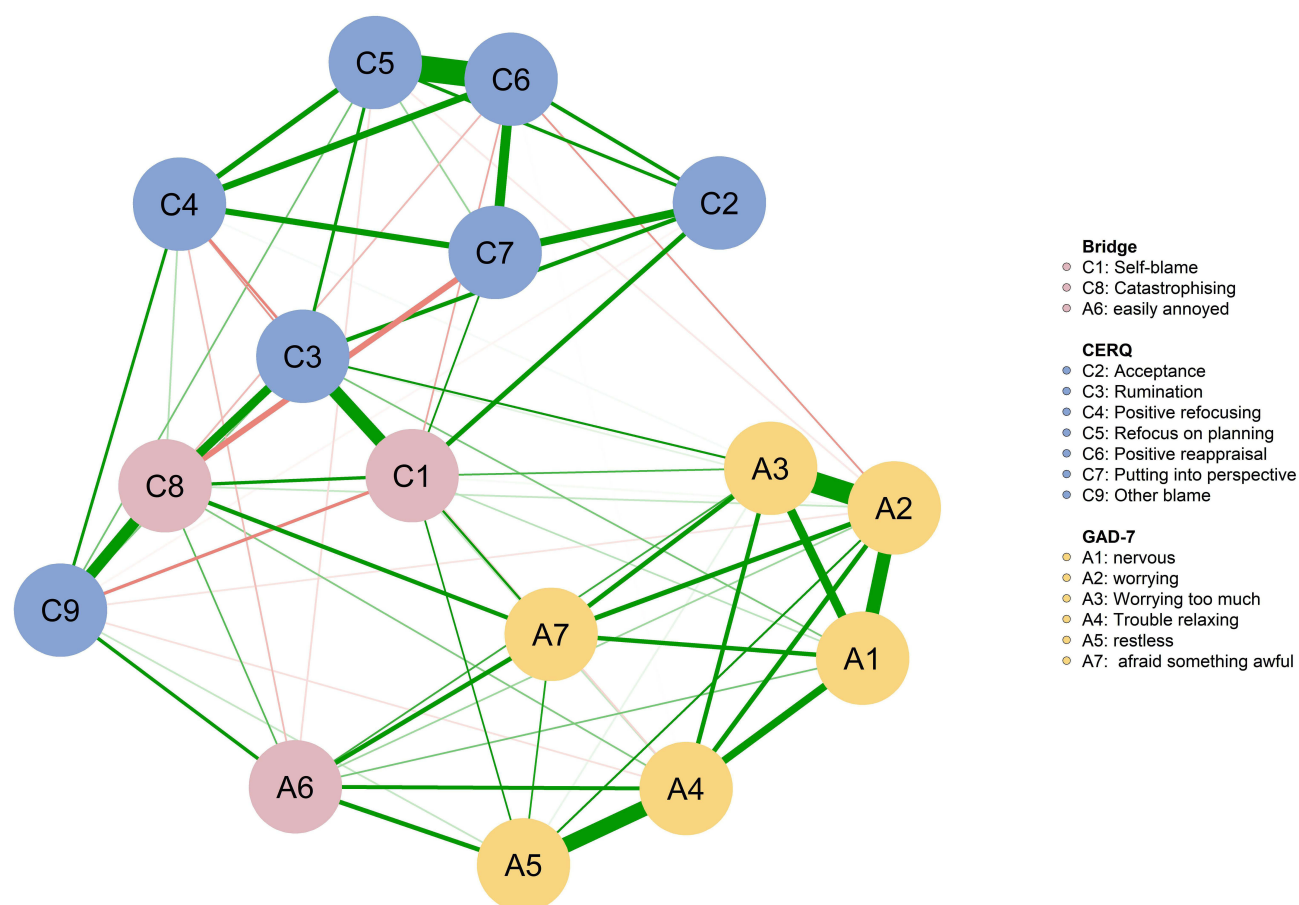 C5
C6
C4
C2
C7
C3
A3
C8
C1
A2
C9
A7
A1
A6
A4
A5
Bridge
C1: Self-blame
C8: Catastrophising
A6: easily annoyed
CERQ
C2: Acceptance
C3: Rumination
C4: Positive refocusing
C5: Refocus on planning
C6: Positive reappraisal
C7: Putting into perspective
C9: Other blame
GAD-7
A1: nervous
A2: worrying
A3: Worrying too much
A4: Trouble relaxing
A5: restless
A7:  afraid something awful